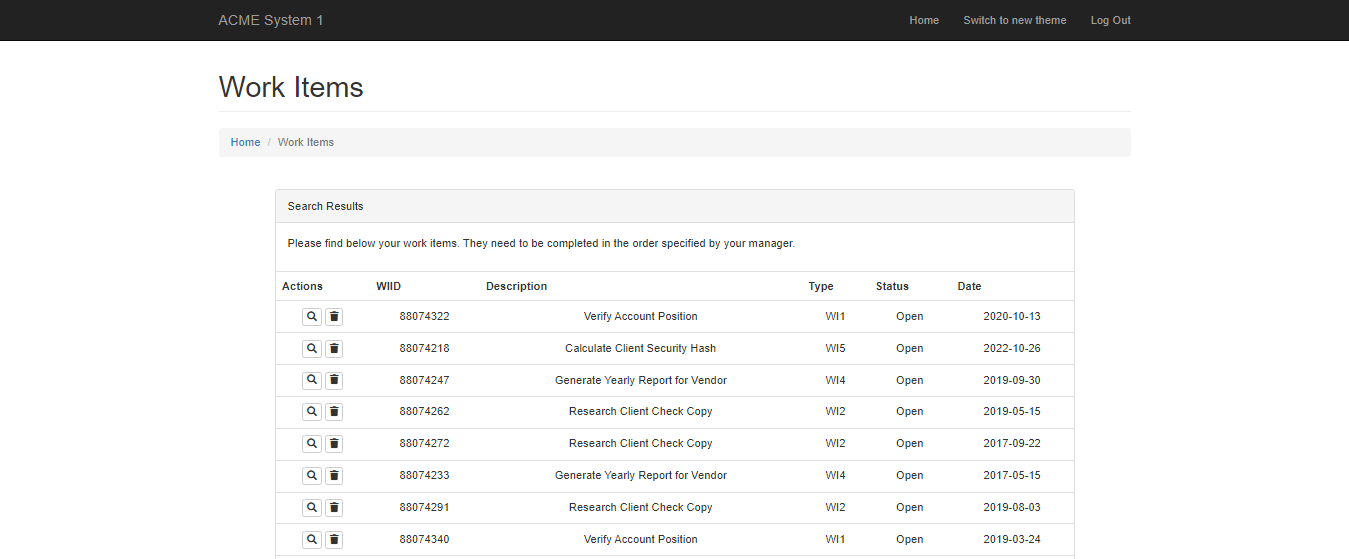 ACME System 1 Home Switch to new theme Log Out
Work Items
Home / Work Items
Search Results
Please find below your work items. They need to be completed in the order specified by your manager.
Actions WIID Description Type Status Date
88074322 Verify Account Position WI1 Open 2020-10-13
88074218 Calculate Client Security Hash WI5 Open 2022-10-26
88074247 Generate Yearly Report for Vendor WI4 Open 2019-09-30
88074262 Research Client Check Copy WI2 Open 2019-05-15
88074272 Research Client Check Copy WI2 Open 2017-09-22
88074233 Generate Yearly Report for Vendor WI4 Open 2017-05-15
88074291 Research Client Check Copy WI2 Open 2019-08-03
88074340 Verify Account Position WI1 Open 2019-03-24